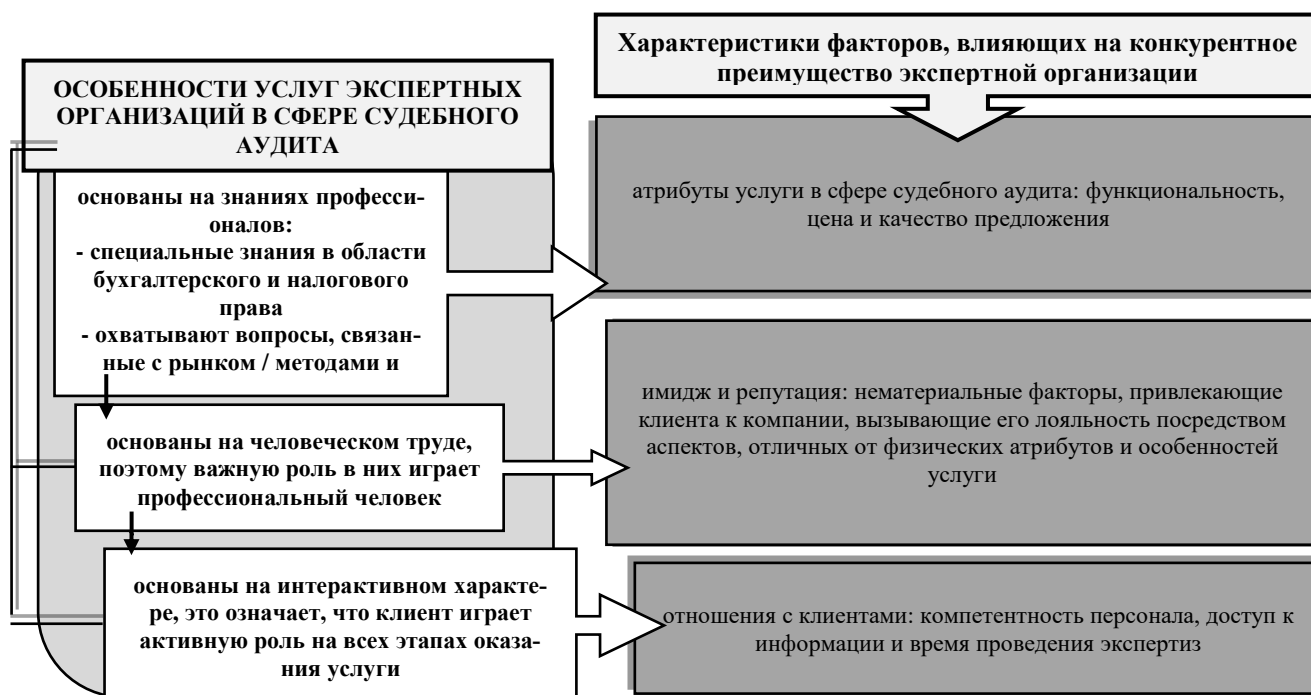 ОСОБЕННОСТИ УСЛУГ ЭКСПЕРТНЫХ
ОРГАНИЗАЦИЙ В СФЕРЕ СУДЕБНОГО
АУДИТА
основаны на знаниях професси-
оналов:
- специальные знания в области
бухгалтерского и налогового
права
- охватывают вопросы, связан-
ные с рынком / методами и
основаны на человеческом труде,
поэтому важную роль в них играет
профессиональный человек
основаны на интерактивном характе-
ре, это означает, что клиент играет
активную роль на всех этапах оказа-
ния услуги
Характеристики факторов, влияющих на конкурентное
преимущество экспертной организации
атрибуты услуги в сфере судебного аудита: функциональность,
цена и качество предложения
имидж и репутация: нематериальные факторы, привлекающие
клиента к компании, вызывающие его лояльность посредством
аспектов, отличных от физических атрибутов и особенностей
услуги
отношения с клиентами: компетентность персонала, доступ к
информации и время проведения экспертиз